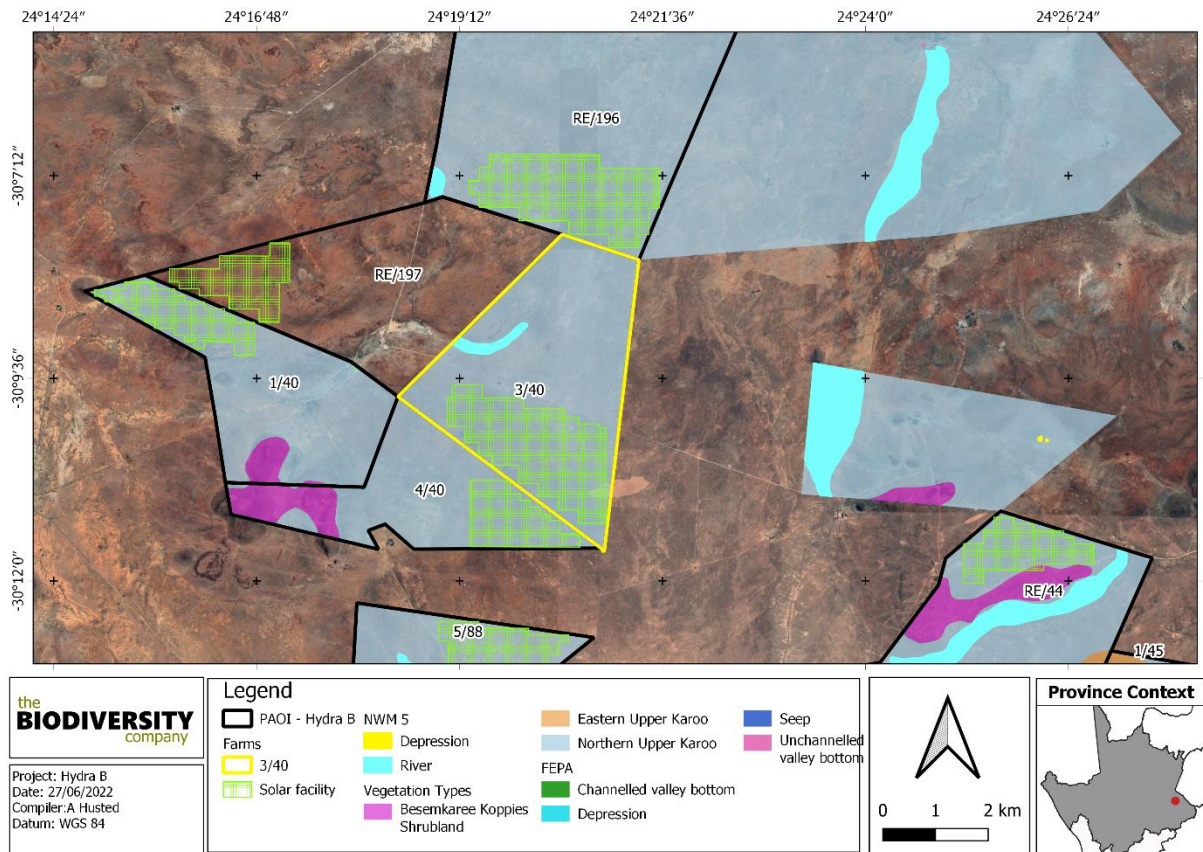 24°14′24″
24°16′48″
24°19′12″
24°21′36″
24°24′0″
24°26′24″
-30°7′12″
-30°9′36″
-30°12′0″
RE/196
RE/197
1/40
3/40
4/40
5/88
RE/44
1/45
the
BIODIVERSITY
company
Project: Hydra B
Date: 27/06/2022
Compiler:A Husted
Datum: WGS 84
Legend
PAOI - Hydra B
Farms
3/40
Solar facility
NWM 5
Depression
River
Vegetation Types
Besemkaree Koppies
Shrubland
Eastern Upper Karoo
Northern Upper Karoo
FEPA
Channelled valley bottom
Depression
Seep
Unchannelled
valley bottom
0 1 2 km
Province Context